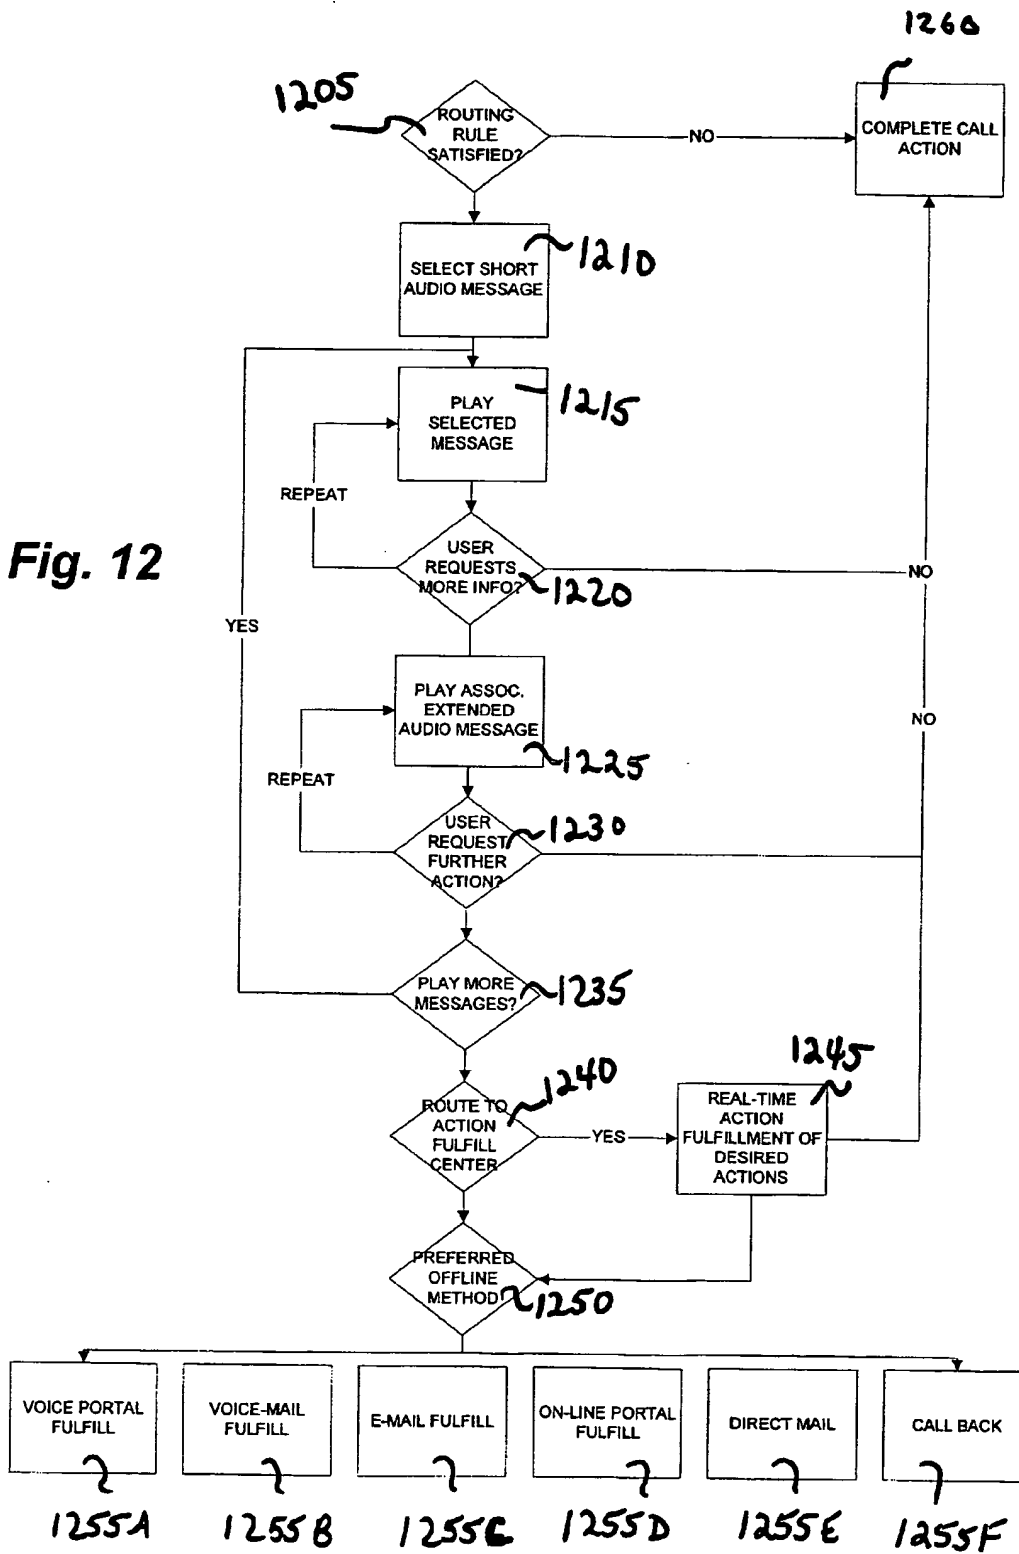 1260
1205
ROUTING
RULE
SATISFIED?
NO
COMPLETE CALL
ACTION
1210
SELECT SHORT
AUDIO MESSAGE
1215
PLAY
SELECTED
MESSAGE
REPEAT
Fig. 12
USER
REQUESTS
MORE INFO?
1220
NO
YES
PLAY ASSOC.
EXTENDED
AUDIO MESSAGE
1225
NO
REPEAT
USER
REQUEST
FURTHER
ACTION?
1230
PLAY MORE
MESSAGES?
1235
1240
ROUTE TO
ACTION
FULFILL
CENTER
YES
1245
REAL-TIME
ACTION
FULFILLMENT OF
DESIRED
ACTIONS
PREFERRED
OFFLINE
METHOD
1250
VOICE PORTAL
FULFILL
VOICE-MAIL
FULFILL
E-MAIL FULFILL
ON-LINE PORTAL
FULFILL
DIRECT MAIL
CALL BACK
1255A
1255B
1255C
1255D
1255E
1255F